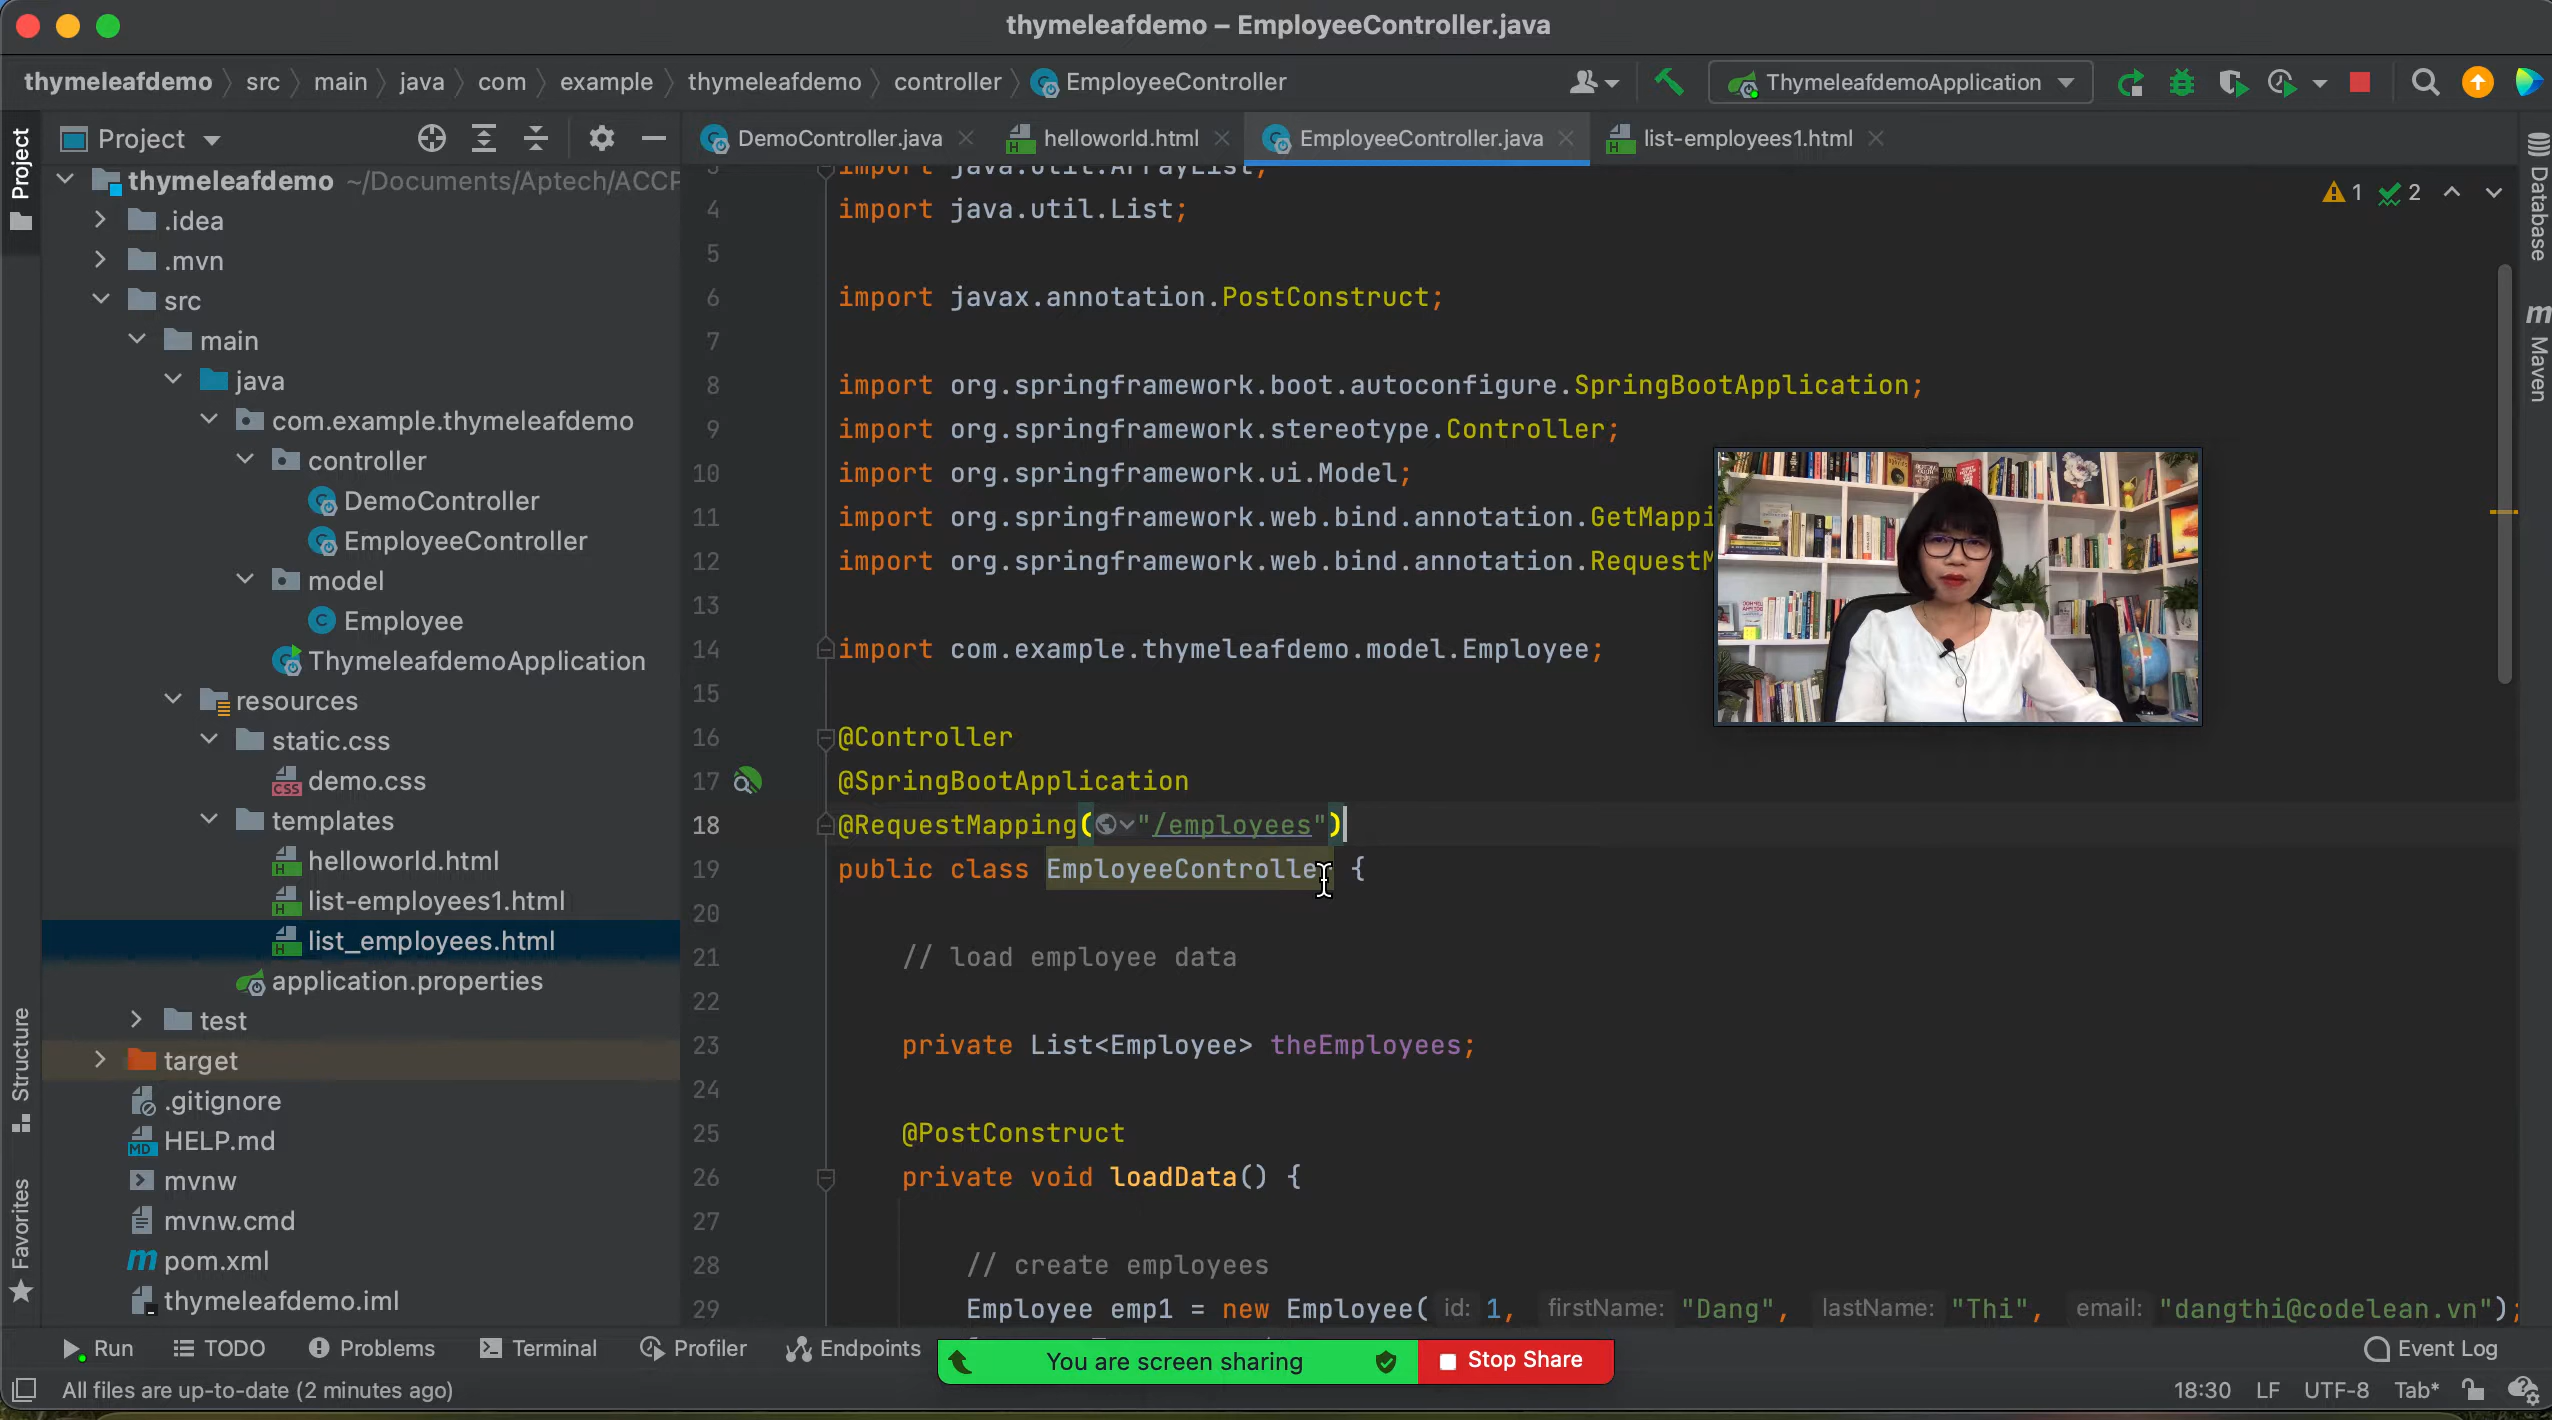 thymeleafdemo – EmployeeController.java
thymeleafdemo src main java com example thymeleafdemo controller EmployeeController
ThymeleafdemoApplication
Project
DemoController.java
helloworld.html
EmployeeController.java
list-employees1.html
Project
thymeleafdemo ~/Documents/Aptech/ACCP
.idea
.mvn
src
main
java
com.example.thymeleafdemo
controller
DemoController
EmployeeController
model
Employee
ThymeleafdemoApplication
resources
static.css
demo.css
templates
helloworld.html
list-employees1.html
list_employees.html
application.properties
test
target
.gitignore
HELP.md
mvnw
mvnw.cmd
pom.xml
thymeleafdemo.iml
Structure
Favorites
1 2
Database
Maven
3 import java.util.ArrayList;
4 import java.util.List;
5
6 import javax.annotation.PostConstruct;
7
8 import org.springframework.boot.autoconfigure.SpringBootApplication;
9 import org.springframework.stereotype.Controller;
10 import org.springframework.ui.Model;
11 import org.springframework.web.bind.annotation.GetMappi
12 import org.springframework.web.bind.annotation.RequestM
13
14 import com.example.thymeleafdemo.model.Employee;
15
16 @Controller
17 @SpringBootApplication
18 @RequestMapping("/employees")
19 public class EmployeeController {
20
21 // load employee data
22
23 private List<Employee> theEmployees;
24
25 @PostConstruct
26 private void loadData() {
27
28 // create employees
29 Employee emp1 = new Employee( id: 1, firstName: "Dang", lastName: "Thi", email: "dangthi@codelean.vn");
Run TODO Problems Terminal Profiler Endpoints
You are screen sharing
Stop Share
Event Log
All files are up-to-date (2 minutes ago)
18:30 LF UTF-8 Tab*